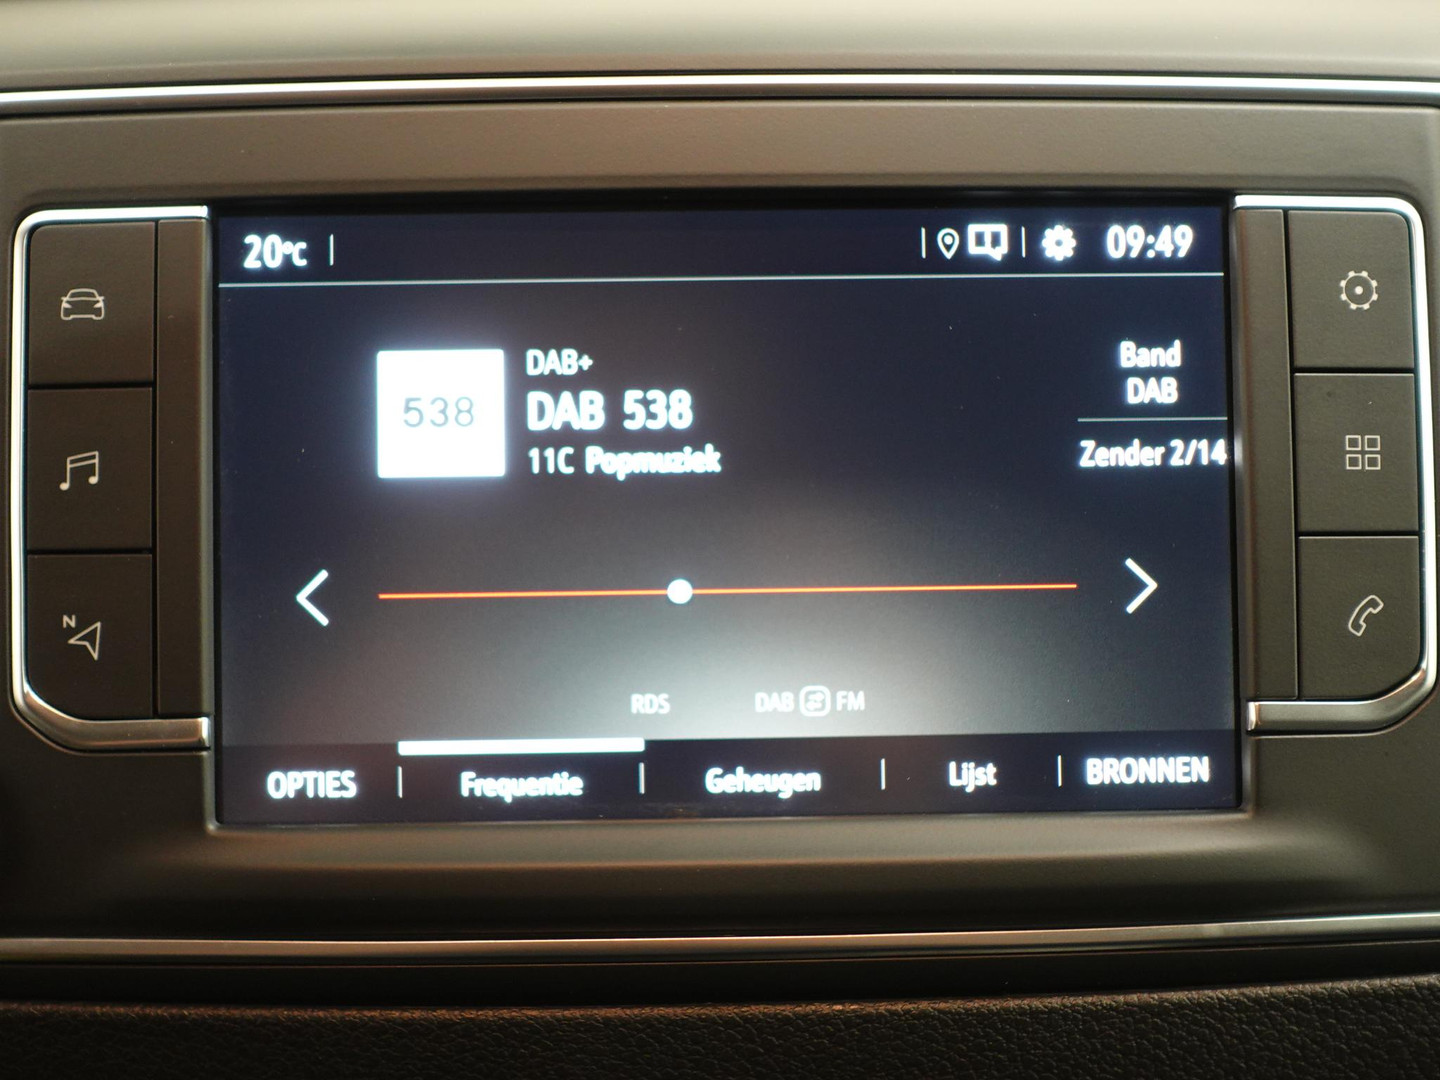 20°C
09:49
538
DAB+
DAB 538
11C Popmuziek
Band
DAB
Zender 2/14
N
RDS
DAB FM
OPTIES
Frequentie
Geheugen
Lijst
BRONNEN